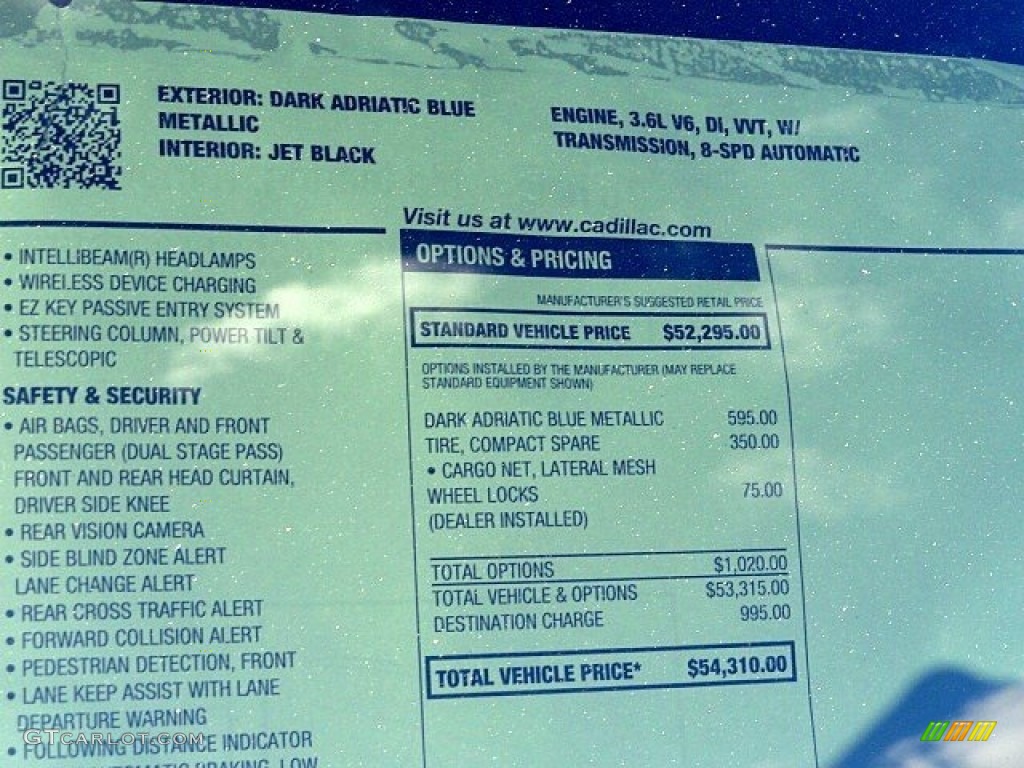 EXTERIOR: DARK ADRIATIC BLUE
METALLIC
INTERIOR: JET BLACK
ENGINE, 3.6L V6, DI, VVT, W/
TRANSMISSION, 8-SPD AUTOMATIC
• INTELLIBEAM(R) HEADLAMPS
• WIRELESS DEVICE CHARGING
• EZ KEY PASSIVE ENTRY SYSTEM
• STEERING COLUMN, POWER TILT &
TELESCOPIC
SAFETY & SECURITY
• AIR BAGS, DRIVER AND FRONT
PASSENGER (DUAL STAGE PASS)
FRONT AND REAR HEAD CURTAIN,
DRIVER SIDE KNEE
• REAR VISION CAMERA
• SIDE BLIND ZONE ALERT
LANE CHANGE ALERT
• REAR CROSS TRAFFIC ALERT
• FORWARD COLLISION ALERT
• PEDESTRIAN DETECTION, FRONT
• LANE KEEP ASSIST WITH LANE
DEPARTURE WARNING
• FOLLOWING DISTANCE INDICATOR
AUTOMATIC BRAKING, LOW
Visit us at www.cadillac.com
OPTIONS & PRICING
MANUFACTURER'S SUGGESTED RETAIL PRICE
STANDARD VEHICLE PRICE $52,295.00
OPTIONS INSTALLED BY THE MANUFACTURER (MAY REPLACE
STANDARD EQUIPMENT SHOWN)
DARK ADRIATIC BLUE METALLIC 595.00
TIRE, COMPACT SPARE 350.00
• CARGO NET, LATERAL MESH
WHEEL LOCKS 75.00
(DEALER INSTALLED)
TOTAL OPTIONS $1,020.00
TOTAL VEHICLE & OPTIONS $53,315.00
DESTINATION CHARGE 995.00
TOTAL VEHICLE PRICE* $54,310.00
GTcarlot.com